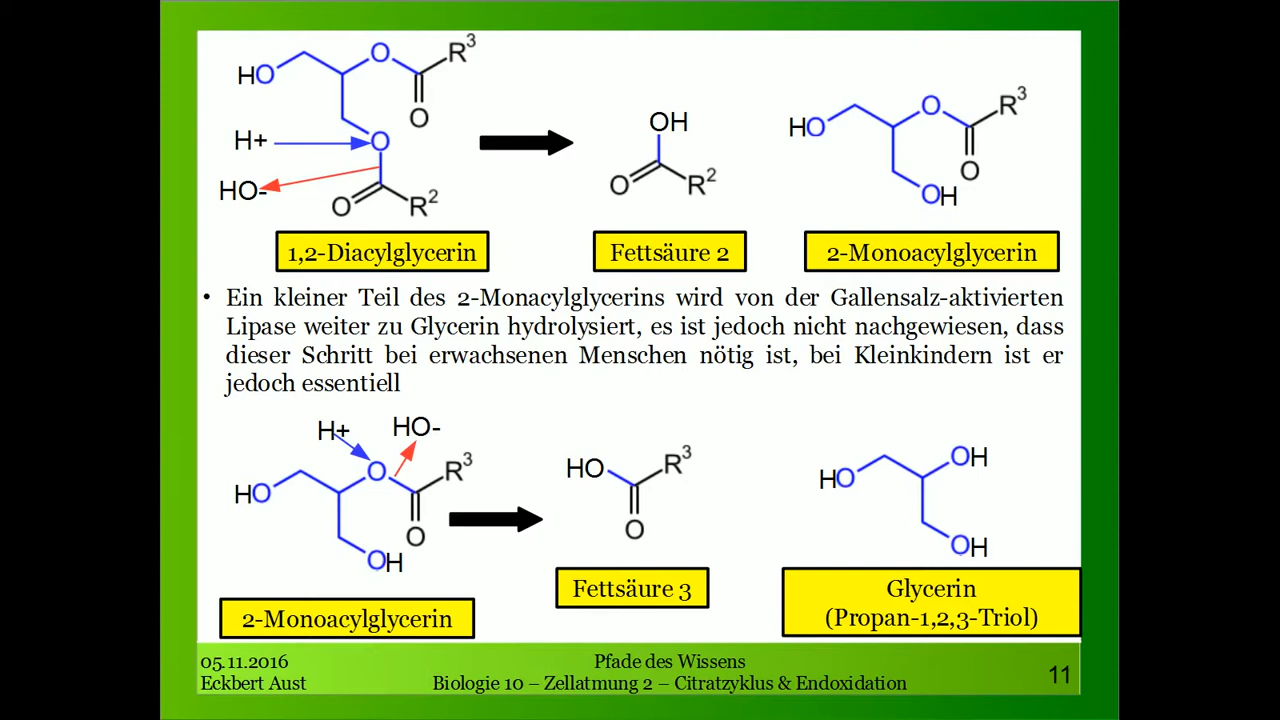 HO
O
R3
O
H+
O
HO-
O
R2
OH
O
R2
HO
O
R3
O
OH
1,2-Diacylglycerin
Fettsäure 2
2-Monoacylglycerin
• Ein kleiner Teil des 2-Monacylglycerins wird von der Gallensalz-aktivierten
Lipase weiter zu Glycerin hydrolysiert, es ist jedoch nicht nachgewiesen, dass
dieser Schritt bei erwachsenen Menschen nötig ist, bei Kleinkindern ist er
jedoch essentiell
H+
HO-
HO
O
R3
O
OH
HO
R3
O
HO
OH
OH
2-Monoacylglycerin
Fettsäure 3
Glycerin
(Propan-1,2,3-Triol)
05.11.2016
Eckbert Aust
Pfade des Wissens
Biologie 10 – Zellatmung 2 – Citratzyklus & Endoxidation
11